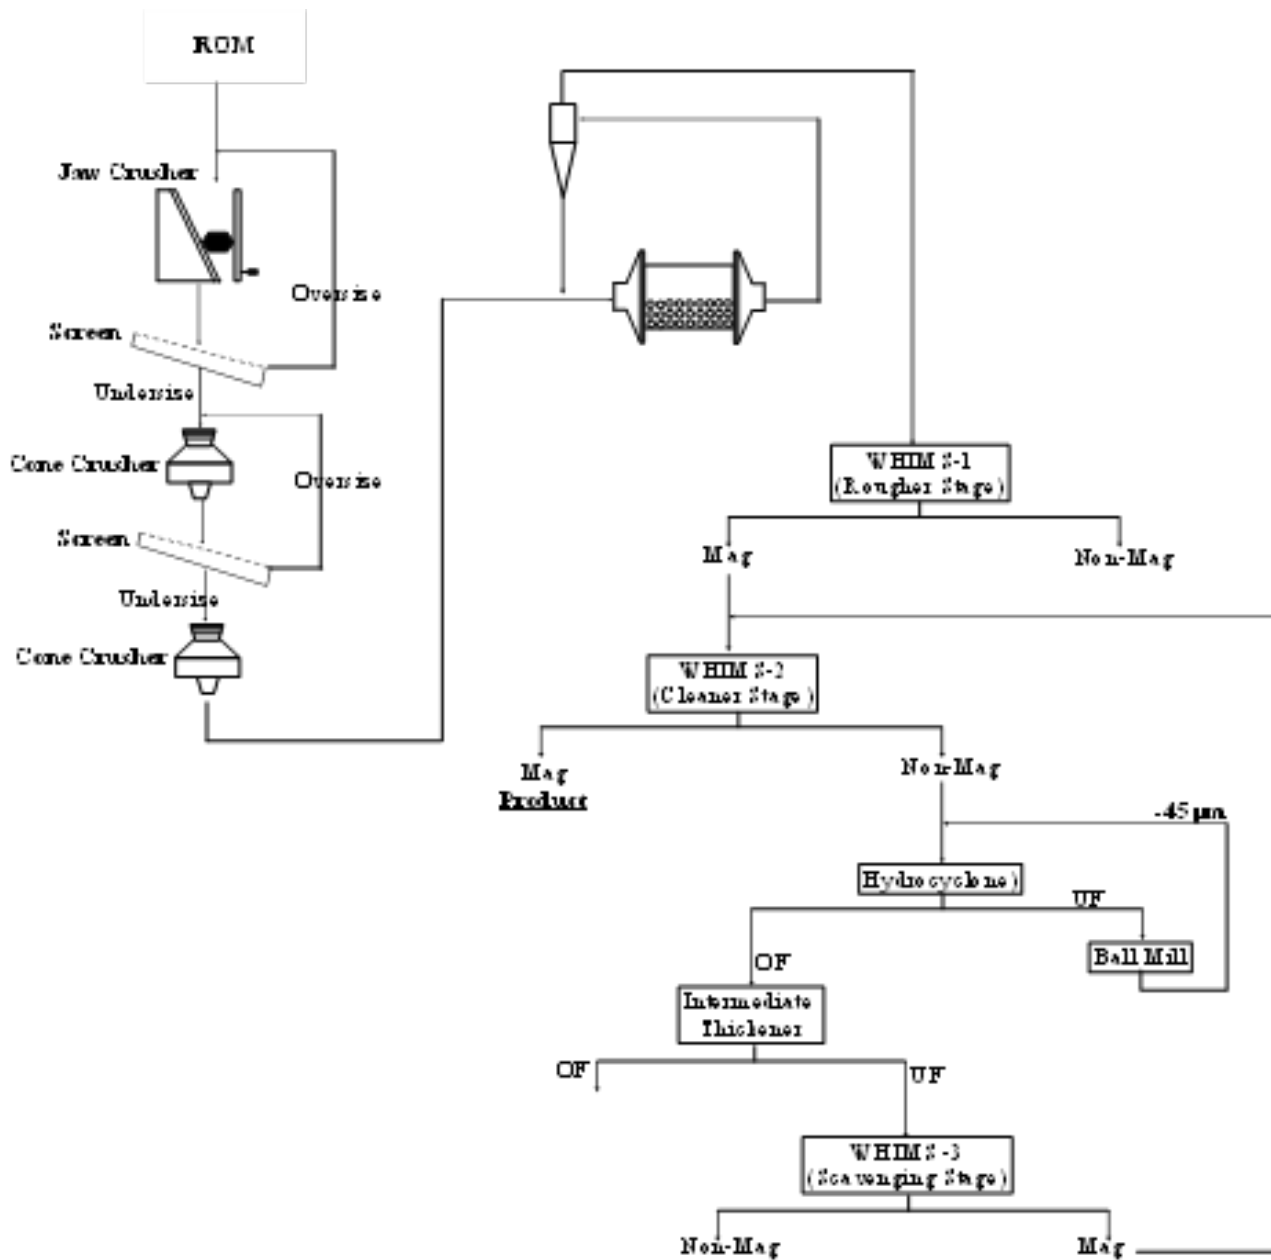 ROM
Jaw Crusher
Oversize
Screen
Undersize
Cone Crusher
Oversize
Screen
Undersize
Cone Crusher
WHIMS-1
(Rougher Stage)
Mag
Non-Mag
WHIMS-2
(Cleaner Stage)
Mag
Product
Non-Mag
-45 µm
Hydrocyclone)
UF
Ball Mill
OF
Intermediate
Thickener
OF
UF
WHIMS-3
(Scavenging Stage)
Non-Mag
Mag